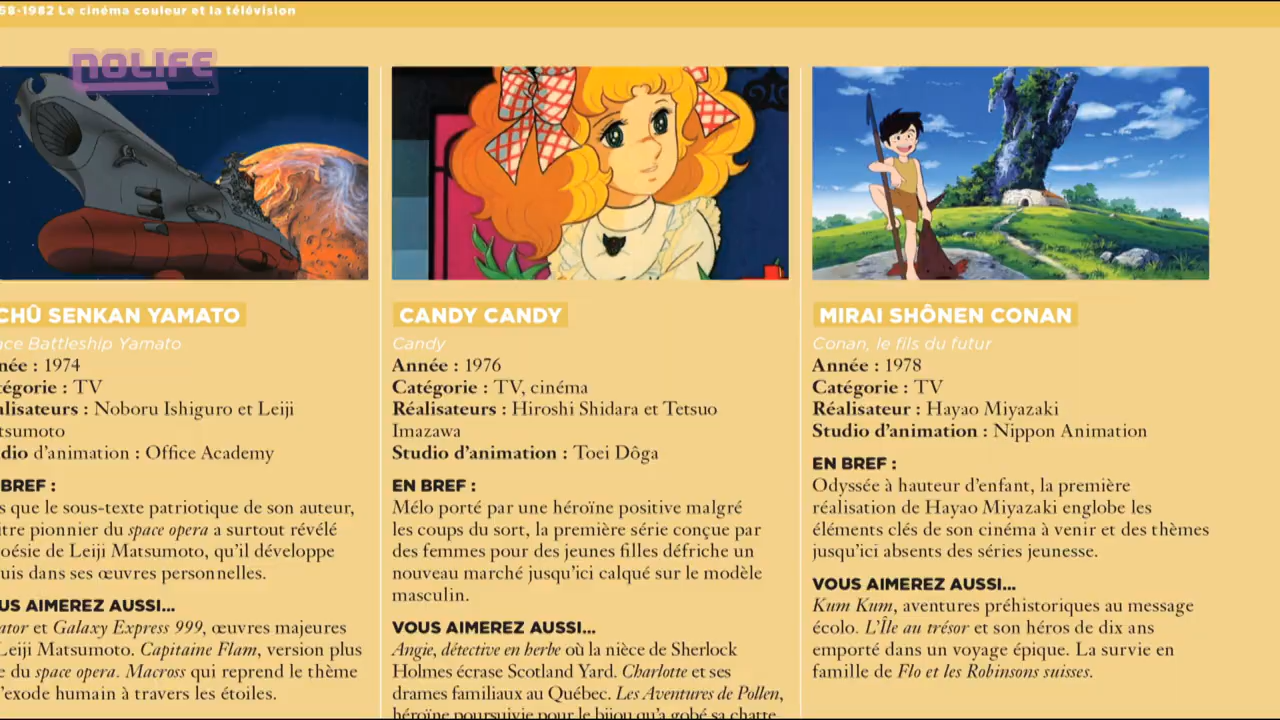 58-1982 Le cinéma couleur et la télévision
NOLIFE
CHÛ SENKAN YAMATO
ace Battleship Yamato
née : 1974
tégorie : TV
alisateurs : Noboru Ishiguro et Leiji
tsumoto
dio d'animation : Office Academy
BREF :
s que le sous-texte patriotique de son auteur,
itre pionnier du space opera a surtout révélé
oésie de Leiji Matsumoto, qu'il développe
uis dans ses œuvres personnelles.
US AIMEREZ AUSSI...
ator et Galaxy Express 999, œuvres majeures
Leiji Matsumoto. Capitaine Flam, version plus
e du space opera. Macross qui reprend le thème
'exode humain à travers les étoiles.
CANDY CANDY
Candy
Année : 1976
Catégorie : TV, cinéma
Réalisateurs : Hiroshi Shidara et Tetsuo
Imazawa
Studio d'animation : Toei Dôga
EN BREF :
Mélo porté par une héroïne positive malgré
les coups du sort, la première série conçue par
des femmes pour des jeunes filles défriche un
nouveau marché jusqu'ici calqué sur le modèle
masculin.
VOUS AIMEREZ AUSSI...
Angie, détective en herbe où la nièce de Sherlock
Holmes écrase Scotland Yard. Charlotte et ses
drames familiaux au Québec. Les Aventures de Pollen,
héroïne poursuivie pour le bijou qu'a gobé sa chatte
MIRAI SHÔNEN CONAN
Conan, le fils du futur
Année : 1978
Catégorie : TV
Réalisateur : Hayao Miyazaki
Studio d'animation : Nippon Animation
EN BREF :
Odyssée à hauteur d'enfant, la première
réalisation de Hayao Miyazaki englobe les
éléments clés de son cinéma à venir et des thèmes
jusqu'ici absents des séries jeunesse.
VOUS AIMEREZ AUSSI...
Kum Kum, aventures préhistoriques au message
écolo. L'Île au trésor et son héros de dix ans
emporté dans un voyage épique. La survie en
famille de Flo et les Robinsons suisses.